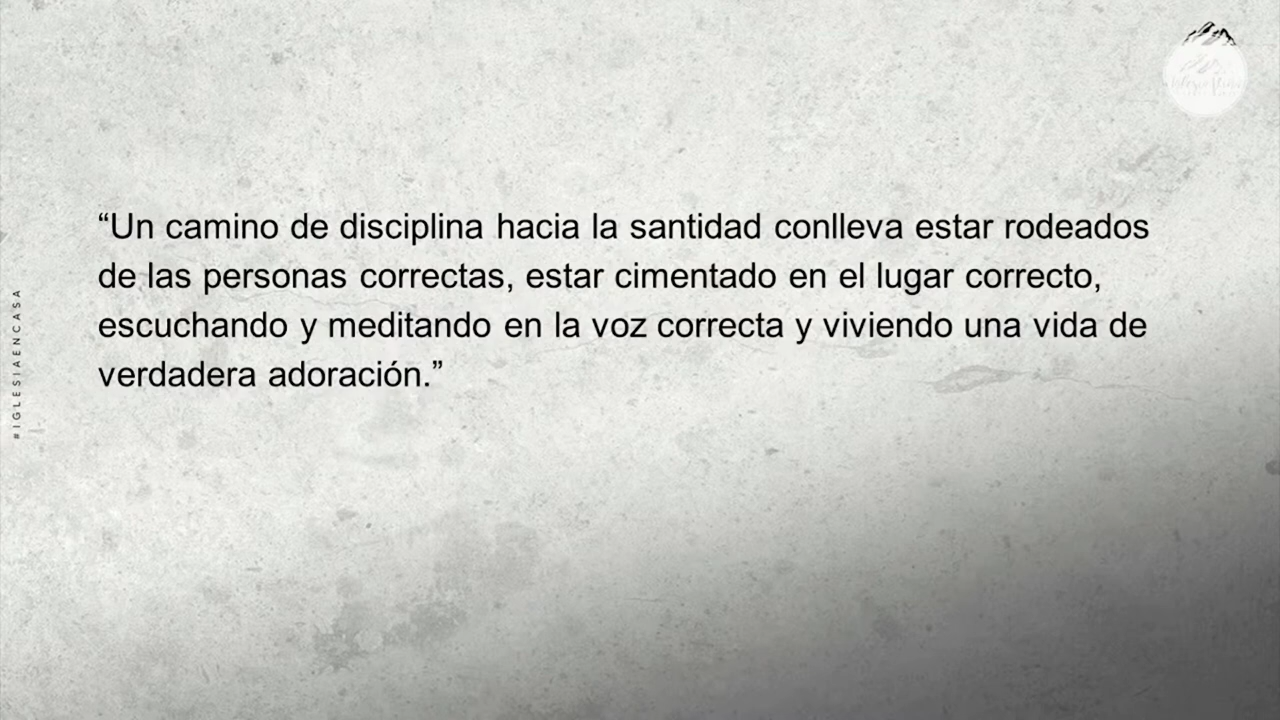 “Un camino de disciplina hacia la santidad conlleva estar rodeados
de las personas correctas, estar cimentado en el lugar correcto,
escuchando y meditando en la voz correcta y viviendo una vida de
verdadera adoración.”
#IGLESIAENCASA